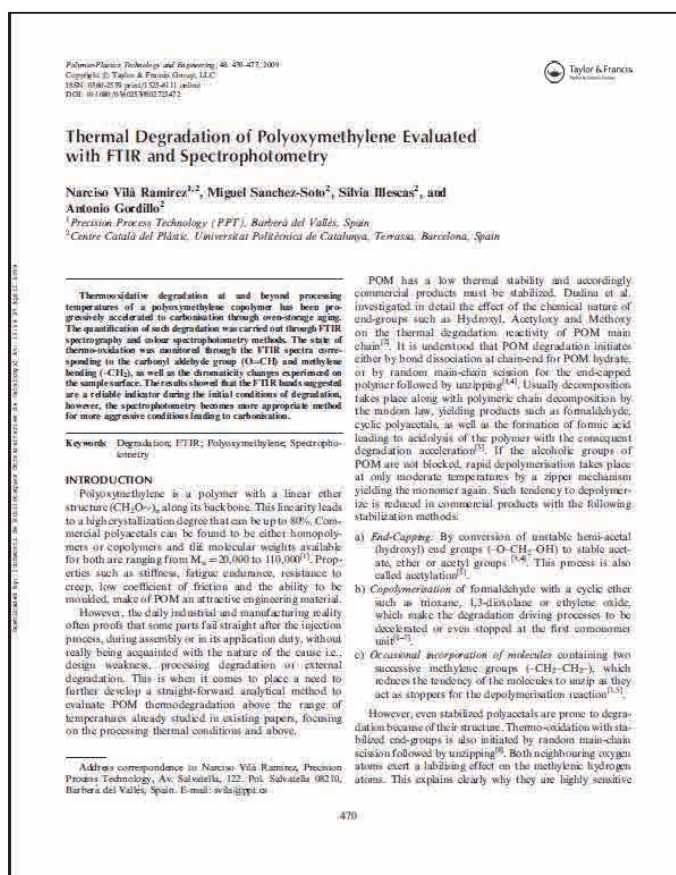 Polymer-Plastics Technology and Engineering, 48: 470–477, 2009
Copyright © Taylor & Francis Group, LLC
ISSN: 0360-2559 print/1525-6111 online
DOI: 10.1080/03602550902725472
Taylor & Francis
Thermal Degradation of Polyoxymethylene Evaluated
with FTIR and Spectrophotometry
Narciso Vilà Ramírez1,2, Miguel Sanchez-Soto2, Silvia Illescas2, and
Antonio Gordillo2
1Precision Process Technology (PPT), Barberà del Vallès, Spain
2Centre Català del Plàstic, Universitat Politècnica de Catalunya, Terrassa, Barcelona, Spain
Thermooxidativ degradation at and beyond processing
temperatures of a polyoxymethylene copolymer has been pro-
gressively accelerated to carbonisation through oven-storage aging.
The quantification of such degradation was carried out through FTIR
spectrography and colour spectrophotometry methods. The state of
thermo-oxidation was monitored through the FTIR spectra corre-
sponding to the carbonyl aldehyde group (O=CH) and methylene
bending (–CH2), as well as the chromaticity changes experienced on
the sample surface. The results showed that the FTIR bands suggested
are a reliable indicator during the initial conditions of degradation,
however, the spectrophotometry becomes more appropriate method
for more aggressive conditions leading to carbonisation.
Keywords Degradation; FTIR; Polyoxymethylene; Spectropho-
tometry
INTRODUCTION
Polyoxymethylene is a polymer with a linear ether
structure (CH2O~)n along its backbone. This linearity leads
to a high crystallization degree that can be up to 80%. Com-
mercial polyacetals can be found to be either homopoly-
mers or copolymers and the molecular weights available
for both are ranging from Mn = 20,000 to 110,000[1]. Prop-
erties such as stiffness, fatigue endurance, resistance to
creep, low coefficient of friction and the ability to be
moulded, make of POM an attractive engineering material.
However, the daily industrial and manufacturing reality
often proofs that some parts fail straight after the injection
process, during assembly or in its application duty, without
really being acquainted with the nature of the cause i.e.,
design weakness, processing degradation or external
degradation. This is when it comes to place a need to
further develop a straight-forward analytical method to
evaluate POM thermodegradation above the range of
temperatures already studied in existing papers, focusing
on the processing thermal conditions and above.
Address correspondence to Narciso Vilà Ramírez, Precision
Process Technology, Av. Salvatella, 122. Pol. Salvatella 08210,
Barberà del Vallès, Spain. E-mail: svila@ppt.es
POM has a low thermal stability and accordingly
commercial products must be stabilized. Dudina et al.
investigated in detail the effect of the chemical nature of
end-groups such as Hydroxyl, Acetyloxy and Methoxy
on the thermal degradation reactivity of POM main
chain[2]. It is understood that POM degradation initiates
either by bond dissociation at chain-end for POM hydrate,
or by random main-chain scission for the end-capped
polymer followed by unzipping[3,4]. Usually decomposition
takes place along with polymeric chain decomposition by
the random law, yielding products such as formaldehyde,
cyclic polyacetals, as well as the formation of formic acid
leading to acidolysis of the polymer with the consequent
degradation acceleration[5]. If the alcoholic groups of
POM are not blocked, rapid depolymerisation takes place
at only moderate temperatures by a zipper mechanism
yielding the monomer again. Such tendency to depolymer-
ize is reduced in commercial products with the following
stabilization methods:
a) End-Capping: By conversion of unstable hemi-acetal
(hydroxyl) end groups (–O–CH2–OH) to stable acet-
ate, ether or acetyl groups [3,4]. This process is also
called acetylation[5].
b) Copolymerisation of formaldehyde with a cyclic ether
such as trioxane, 1,3-dioxolane or ethylene oxide,
which make the degradation driving processes to be
decelerated or even stopped at the first comonomer
unit[6–7].
c) Occasional incorporation of molecules containing two
successive methylene groups (–CH2–CH2–), which
reduces the tendency of the molecules to unzip as they
act as stoppers for the depolymerisation reaction[1,5].
However, even stabilized polyacetals are prone to degra-
dation because of their structure. Thermo-oxidation with sta-
bilized end-groups is also initiated by random main-chain
scission followed by unzipping[8]. Both neighbouring oxygen
atoms exert a labilising effect on the methylenic hydrogen
atoms. This explains clearly why they are highly sensitive
470